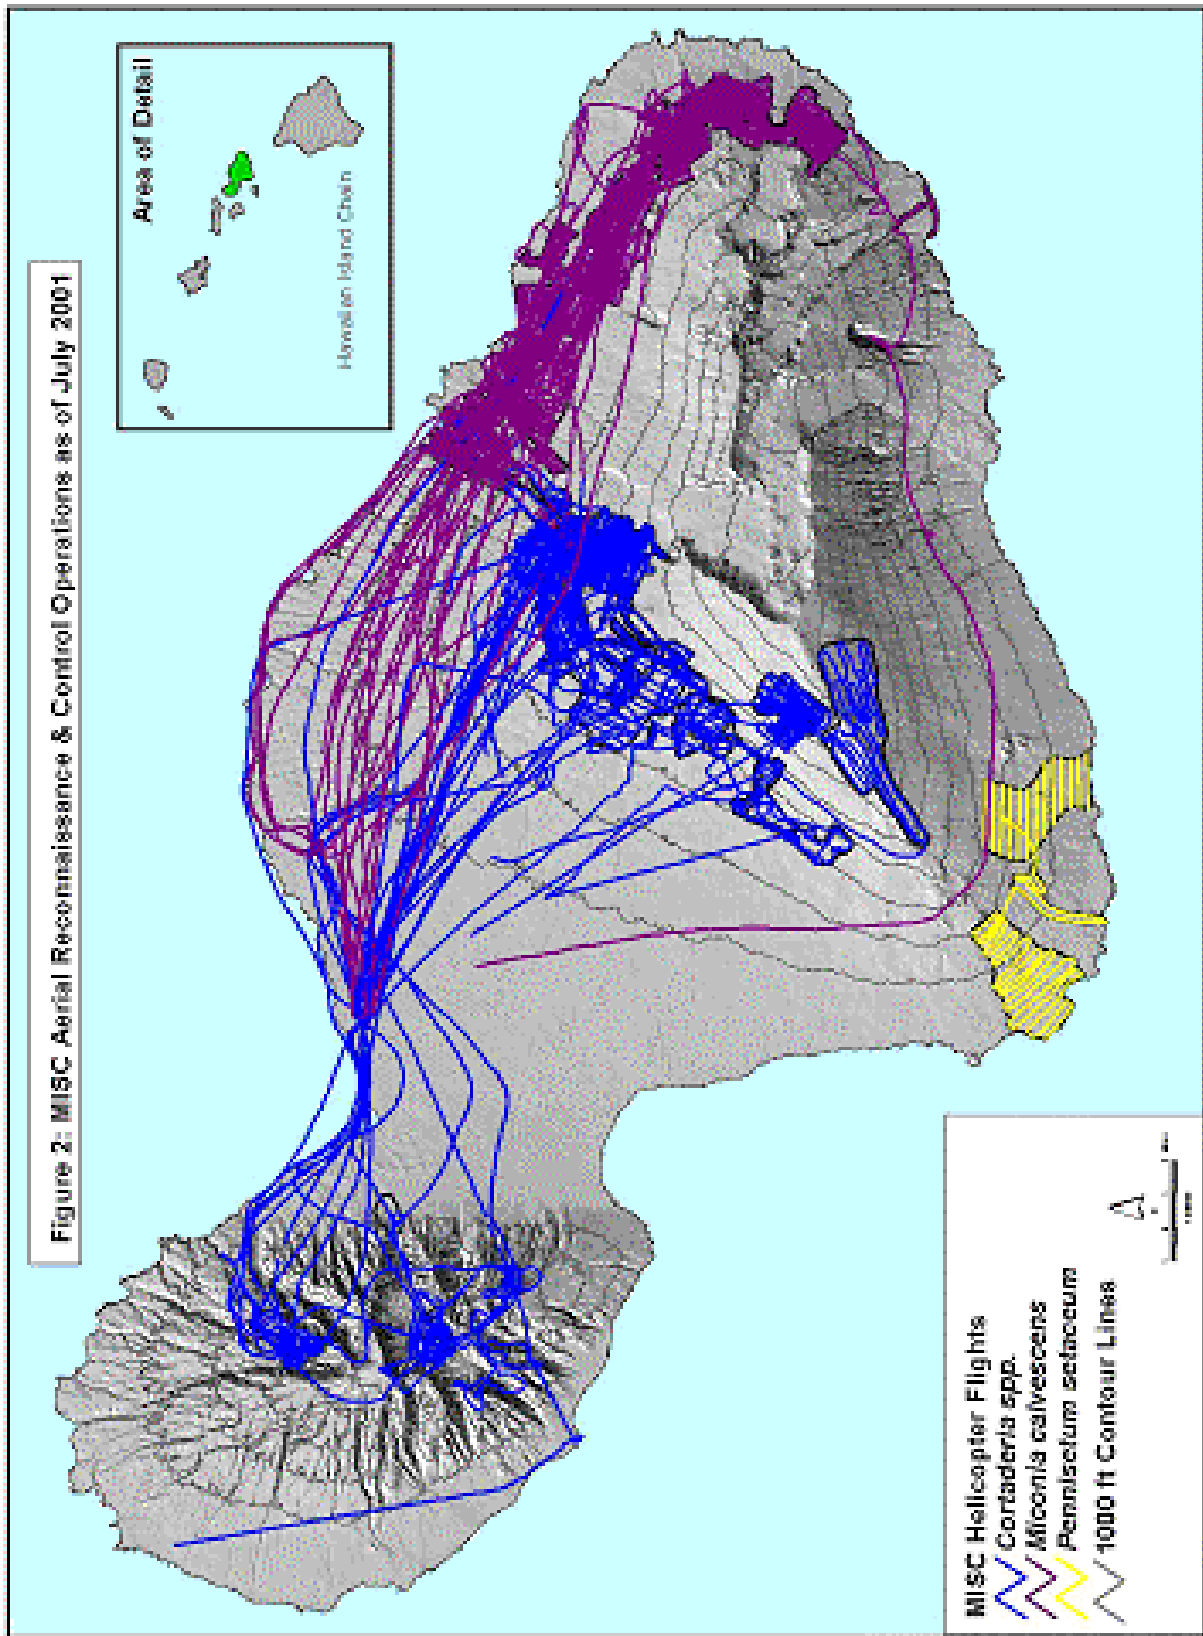 Figure 2: MISC Aerial Reconnaissance & Control Operations as of July 2001
Area of Detail
Hawaiian Island Chain
MISC Helicopter Flights
Cortaderia spp.
Miconia calvescens
Pennisetum setaceum
1000 ft Contour Lines